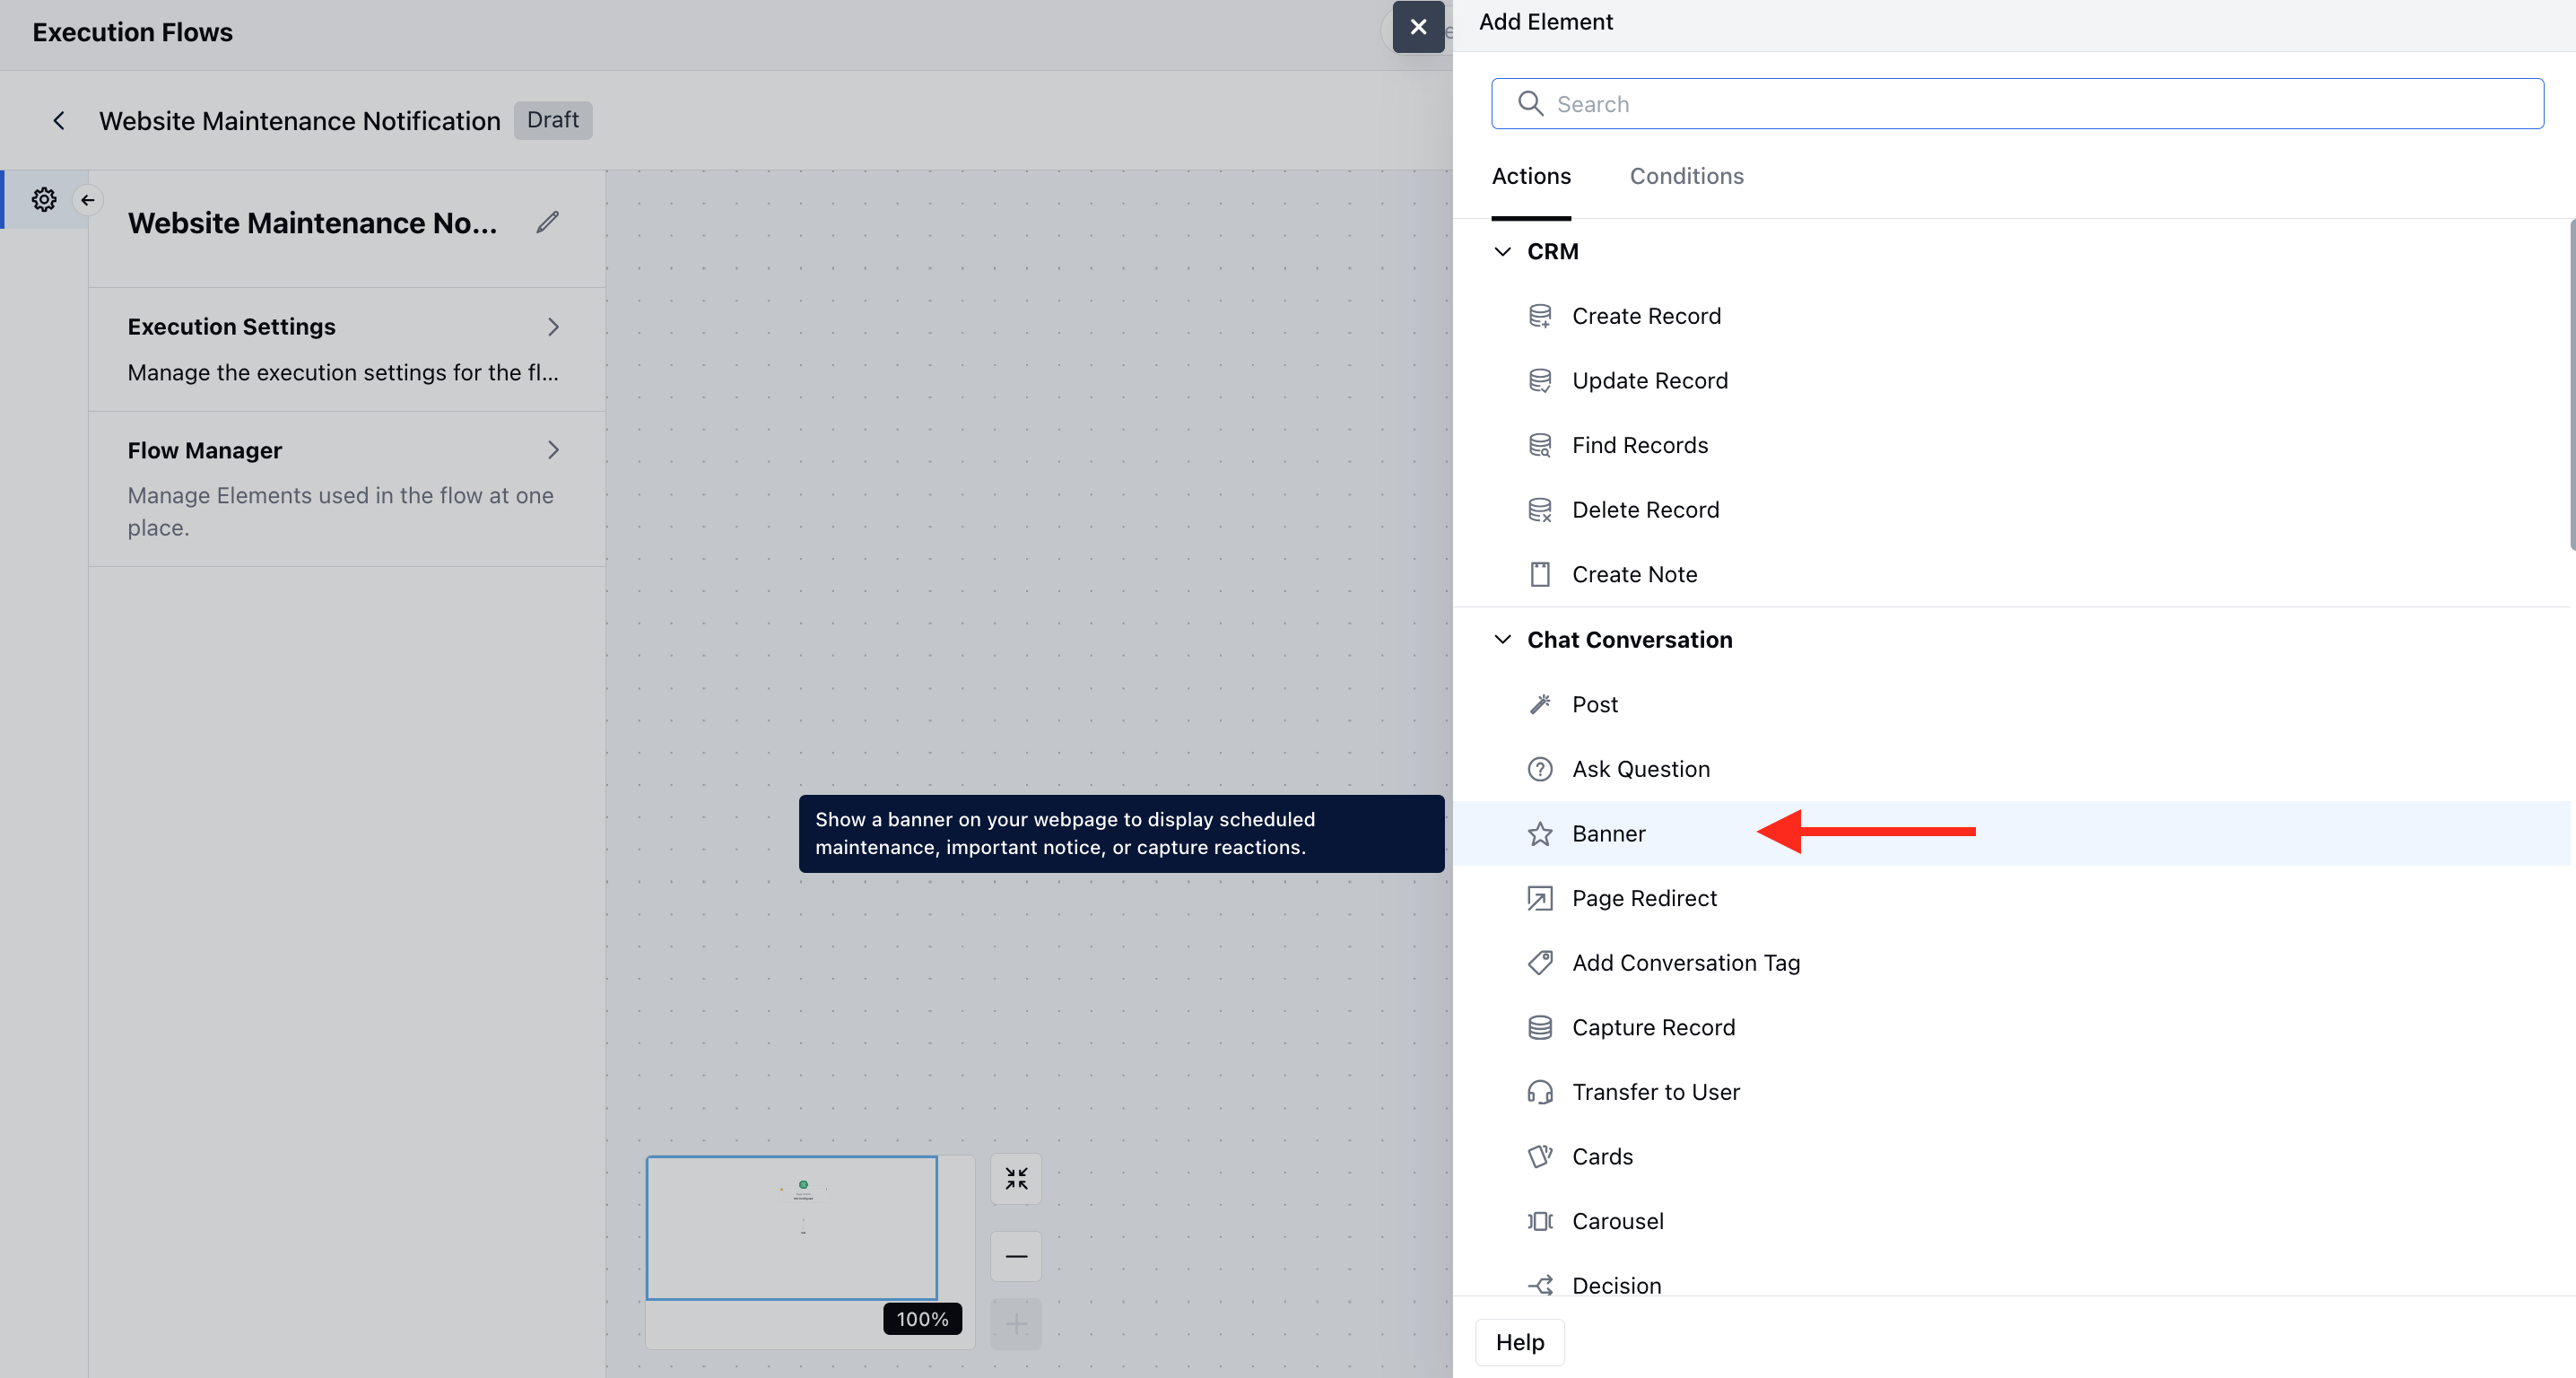 Execution Flows
Website Maintenance Notification
Draft
Website Maintenance No...
Execution Settings
Manage the execution settings for the fl...
Flow Manager
Manage Elements used in the flow at one
place.
Show a banner on your webpage to display scheduled
maintenance, important notice, or capture reactions.
100%
Add Element
Search
Actions
Conditions
CRM
Create Record
Update Record
Find Records
Delete Record
Create Note
Chat Conversation
Post
Ask Question
Banner
Page Redirect
Add Conversation Tag
Capture Record
Transfer to User
Cards
Carousel
Decision
Help